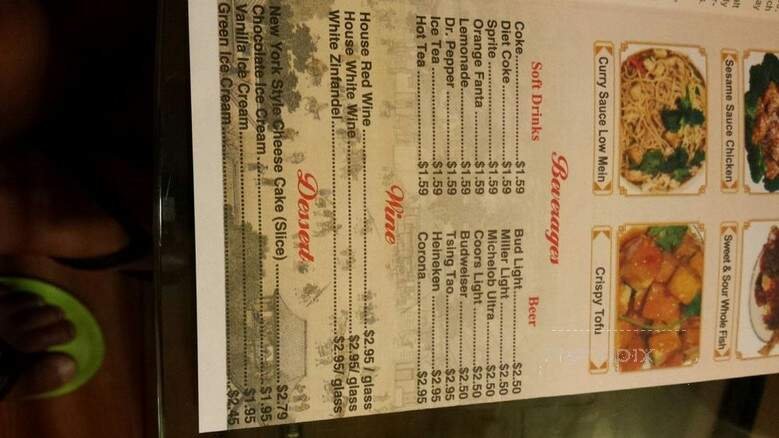 Sesame Sauce Chicken
Sweet & Sour Whole Fish
Curry Sauce Low Mein
Crispy Tofu
Beverages
Soft Drinks
Coke..................$1.59
Diet Coke..........$1.59
Sprite................$1.59
Orange Fanta....$1.59
Lemonade..........$1.59
Dr. Pepper.........$1.59
Ice Tea...............$1.59
Hot Tea..............$1.59
Beer
Bud Light...............$2.50
Miller Light.............$2.50
Michelob Ultra.......$2.50
Coors Light............$2.50
Budweiser..............$2.50
Tsing Tao................$2.95
Heineken................$2.95
Corona....................$2.95
Wine
House Red Wine..........$2.95 / glass
House White Wine..........$2.95/ glass
White Zinfandel..........$2.95/ glass
Dessert
New York Style Cheese Cake (Slice)..........$2.79
Chocolate Ice Cream..........$1.95
Vanilla Ice Cream..........$1.95
Green Ice Cream..........$2.45